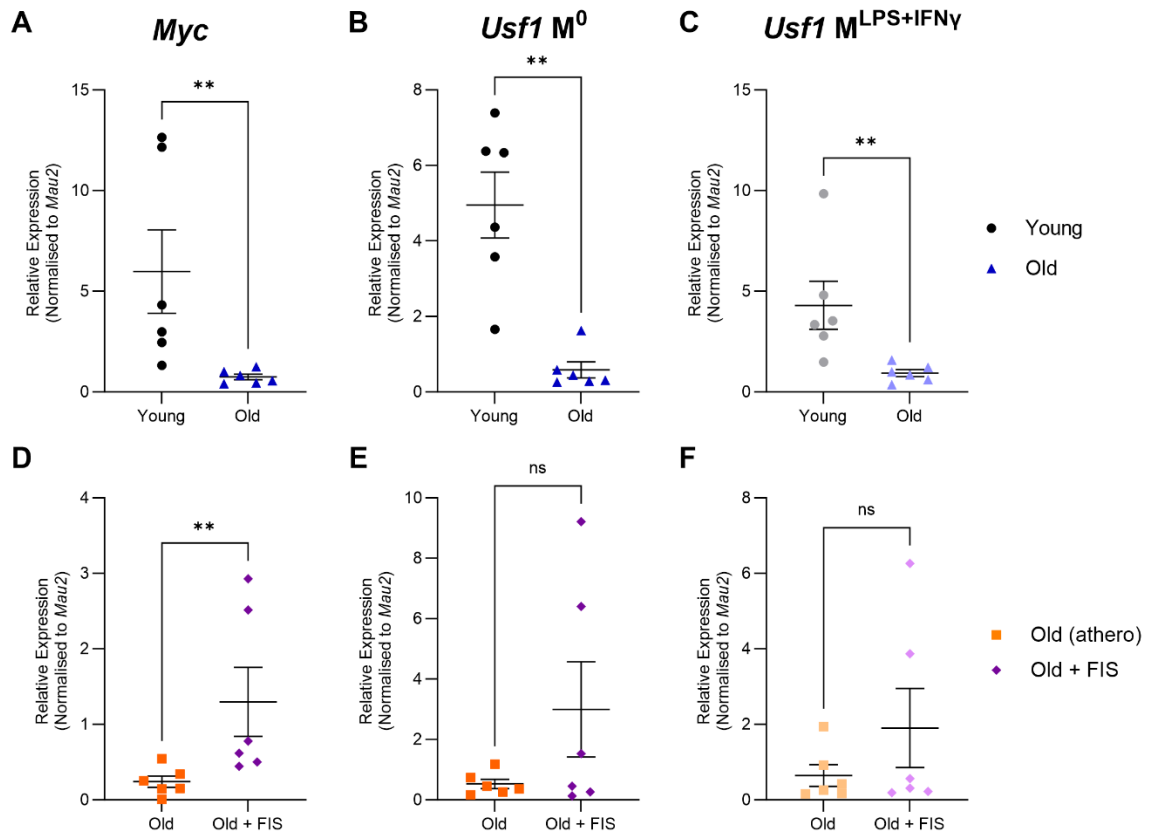 A
Myc
B
Usf1 M⁰
C
Usf1 M^LPS+IFNγ
Relative Expression
(Normalised to Mau2)
15
10
5
0
**
Young
Old
Relative Expression
(Normalised to Mau2)
8
6
4
2
0
**
Young
Old
Relative Expression
(Normalised to Mau2)
15
10
5
0
**
Young
Old
Young
Old
D
E
F
Relative Expression
(Normalised to Mau2)
4
3
2
1
0
**
Old
Old + FIS
Relative Expression
(Normalised to Mau2)
10
8
6
4
2
0
ns
Old
Old + FIS
Relative Expression
(Normalised to Mau2)
8
6
4
2
0
ns
Old
Old + FIS
Old (athero)
Old + FIS